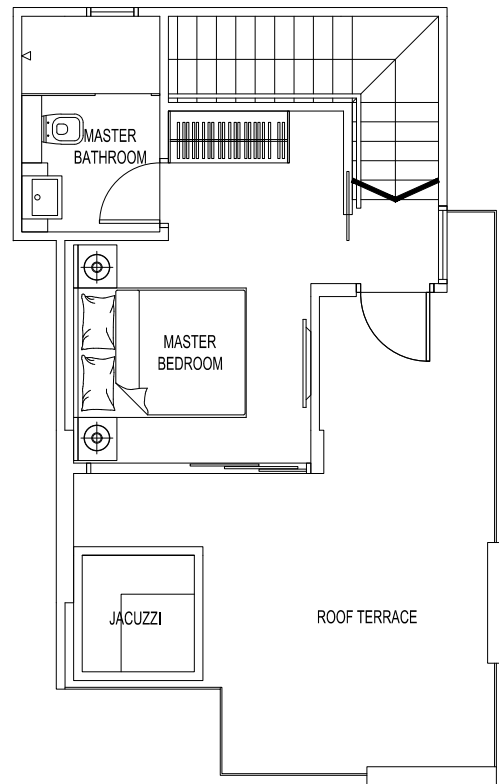 MASTER
BATHROOM
MASTER
BEDROOM
JACUZZI
ROOF TERRACE